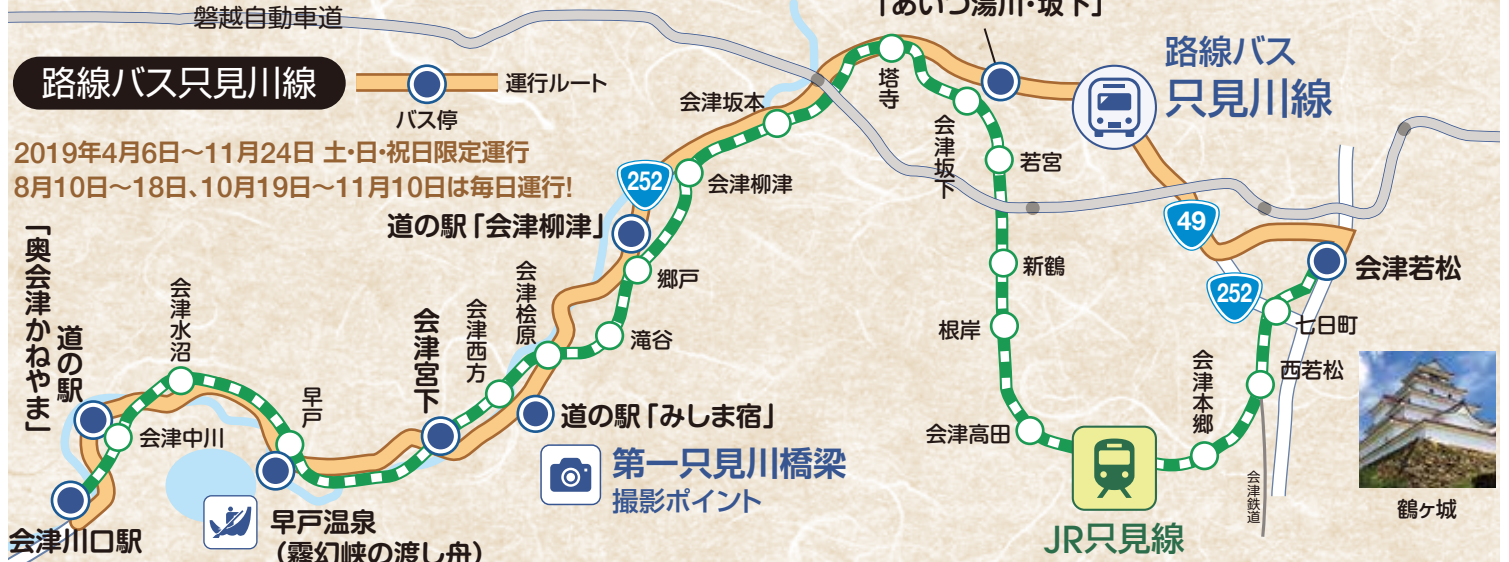 磐越自動車道
「あいづ湯川・坂下」
路線バス只見川線
運行ルート
バス停
2019年4月6日〜11月24日 土・日・祝日限定運行
8月10日〜18日、10月19日〜11月10日は毎日運行!
路線バス
只見川線
塔寺
会津坂本
会津坂下
若宮
252
会津柳津
道の駅「会津柳津」
49
新鶴
会津若松
郷戸
252
七日町
会津桧原
会津西方
滝谷
根岸
会津水沼
道の駅
「奥会津かねやま」
会津宮下
早戸
西若松
会津本郷
道の駅「みしま宿」
会津中川
会津高田
第一只見川橋梁
撮影ポイント
会津鉄道
鶴ヶ城
早戸温泉
(霧幻峡の渡し舟)
会津川口駅
JR只見線